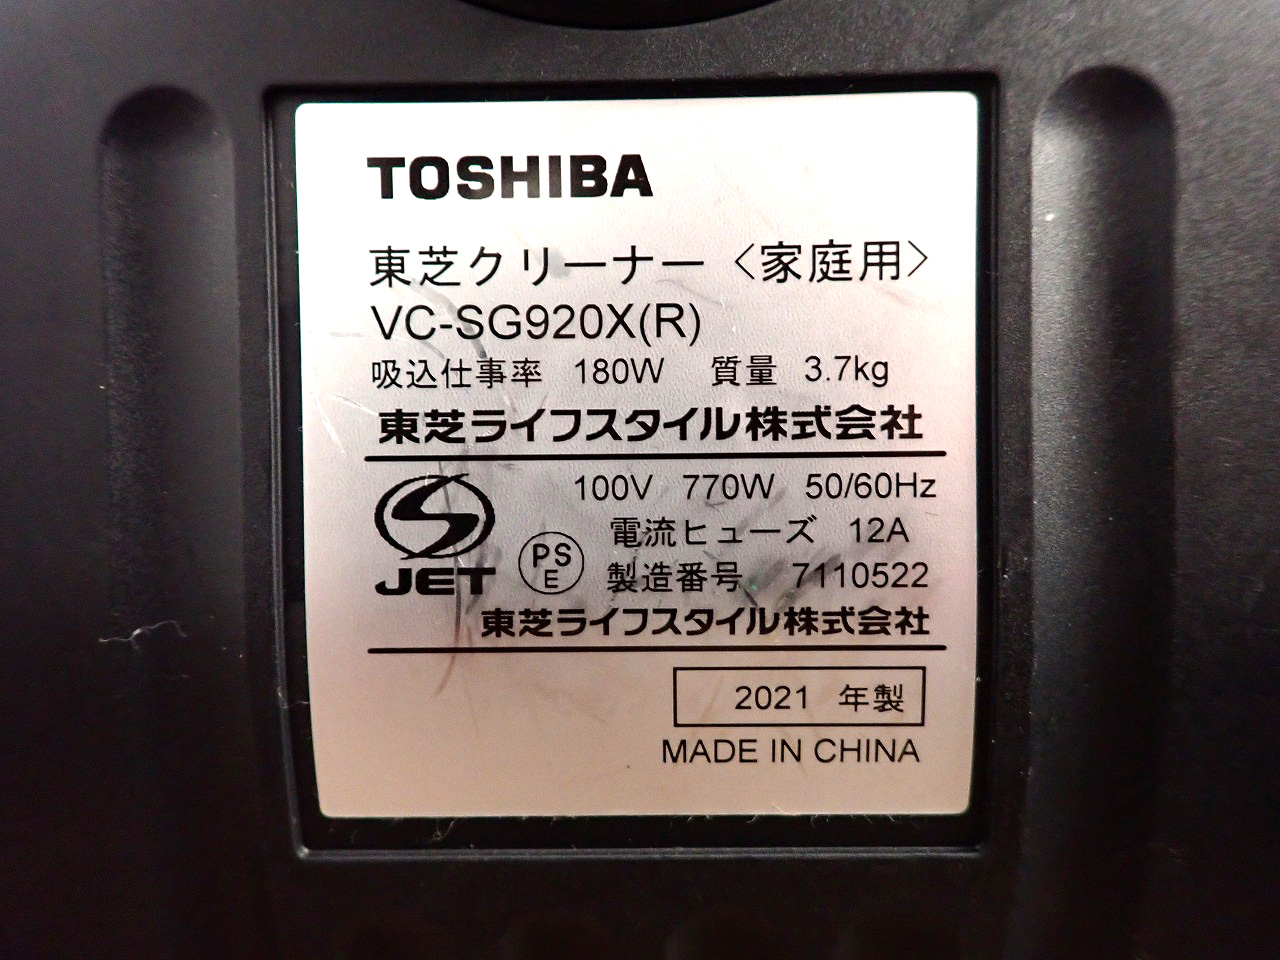 TOSHIBA
東芝クリーナー〈家庭用〉
VC-SG920X(R)
吸込仕事率 180W 質量 3.7kg
東芝ライフスタイル株式会社
100V 770W 50/60Hz
電流ヒューズ 12A
JET
PS
E
製造番号 7110522
東芝ライフスタイル株式会社
2021 年製
MADE IN CHINA